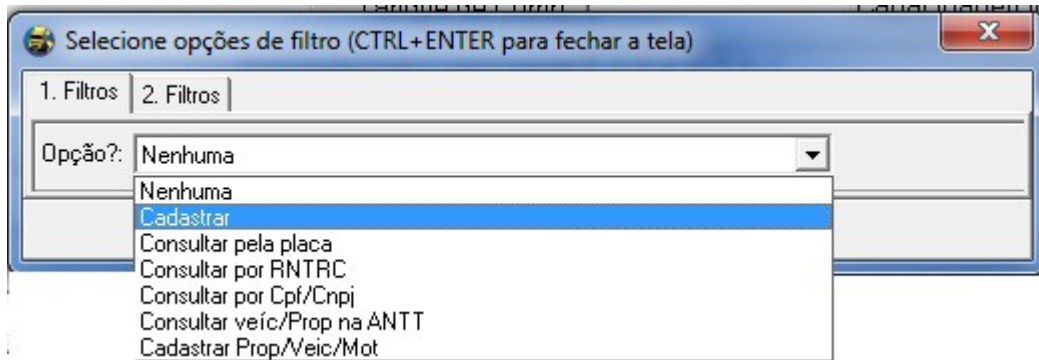 Selecione opções de filtro (CTRL+ENTER para fechar a tela)
1. Filtros 2. Filtros
Opção?: Nenhuma
Nenhuma
Cadastrar
Consultar pela placa
Consultar por RNTRC
Consultar por Cpf/Cnpj
Consultar veíc/Prop na ANTT
Cadastrar Prop/Veic/Mot